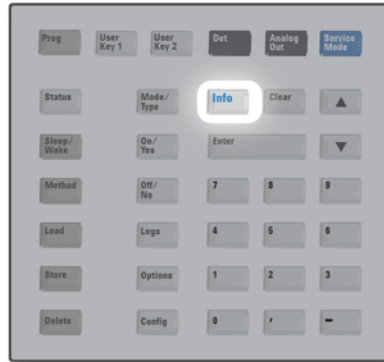 Prog
User
Key 1
User
Key 2
Det
Analog
Out
Service
Mode
Status
Mode/
Type
Info
Clear
Sleep/
Wake
On/
Yes
Enter
Method
Off/
No
7
8
9
Load
Logs
4
5
6
Store
Options
1
2
3
Delete
Config
0
,
-